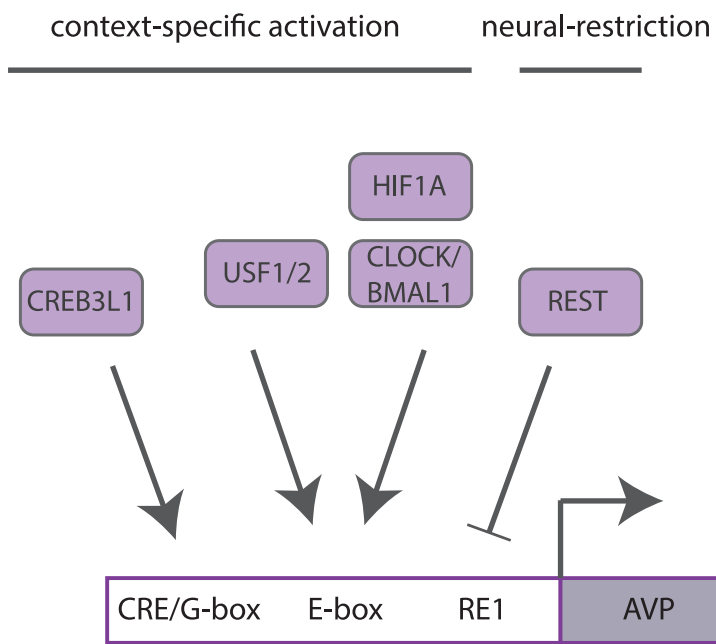 context-specific activation
neural-restriction
HIF1A
CREB3L1
USF1/2
CLOCK/
BMAL1
REST
CRE/G-box
E-box
RE1
AVP